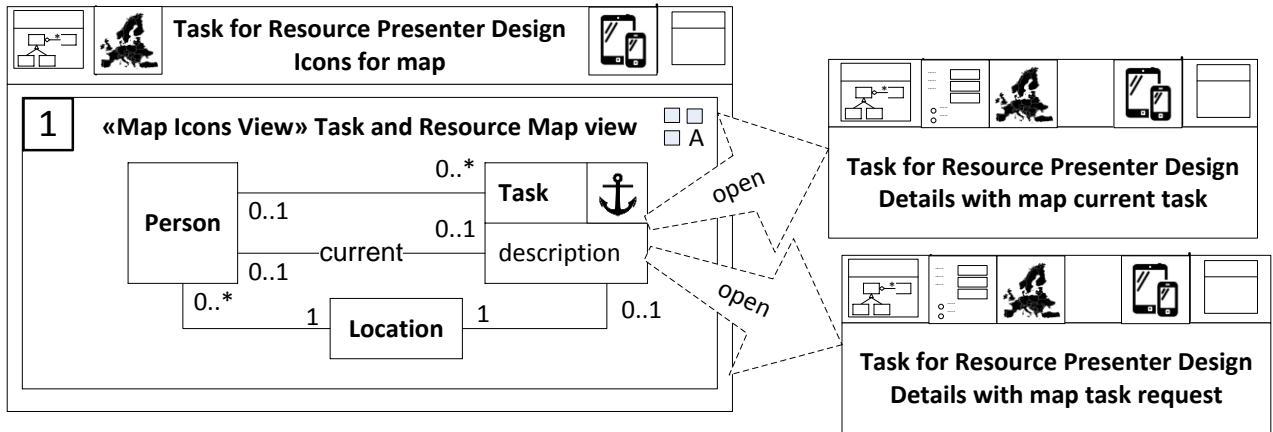 Task for Resource Presenter Design
Icons for map
1
«Map Icons View» Task and Resource Map view
A
0..*
Task
Person
0..1
0..1
description
current
0..1
0..*
1
Location
1
0..1
open
open
Task for Resource Presenter Design
Details with map current task
Task for Resource Presenter Design
Details with map task request